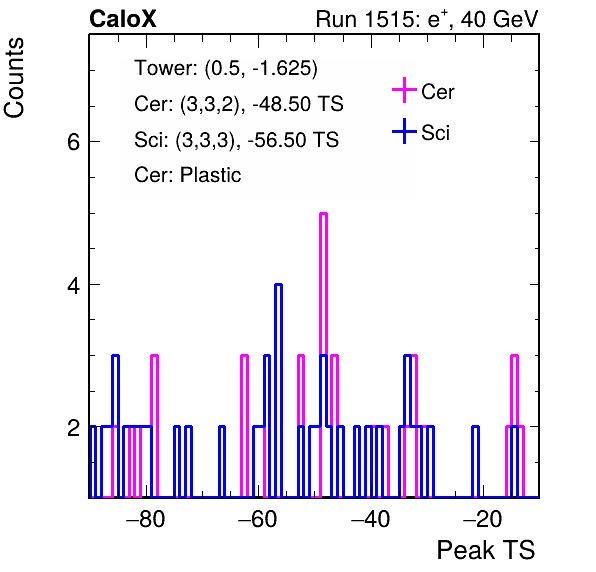 CaloX Run 1515: e⁺, 40 GeV
Counts
Tower: (0.5, -1.625)
Cer: (3,3,2), -48.50 TS
Sci: (3,3,3), -56.50 TS
Cer: Plastic
Cer
Sci
6
4
2
−80 −60 −40 −20
Peak TS